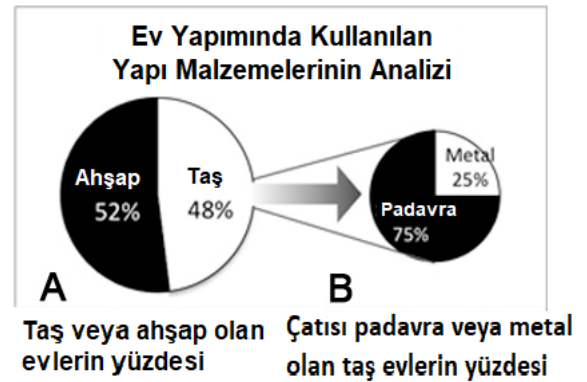 Ev Yapımında Kullanılan
Yapı Malzemelerinin Analizi
Ahşap
52%
Taş
48%
Metal
25%
Padavra
75%
A
B
Taş veya ahşap olan
evlerin yüzdesi
Çatısı padavra veya metal
olan taş evlerin yüzdesi